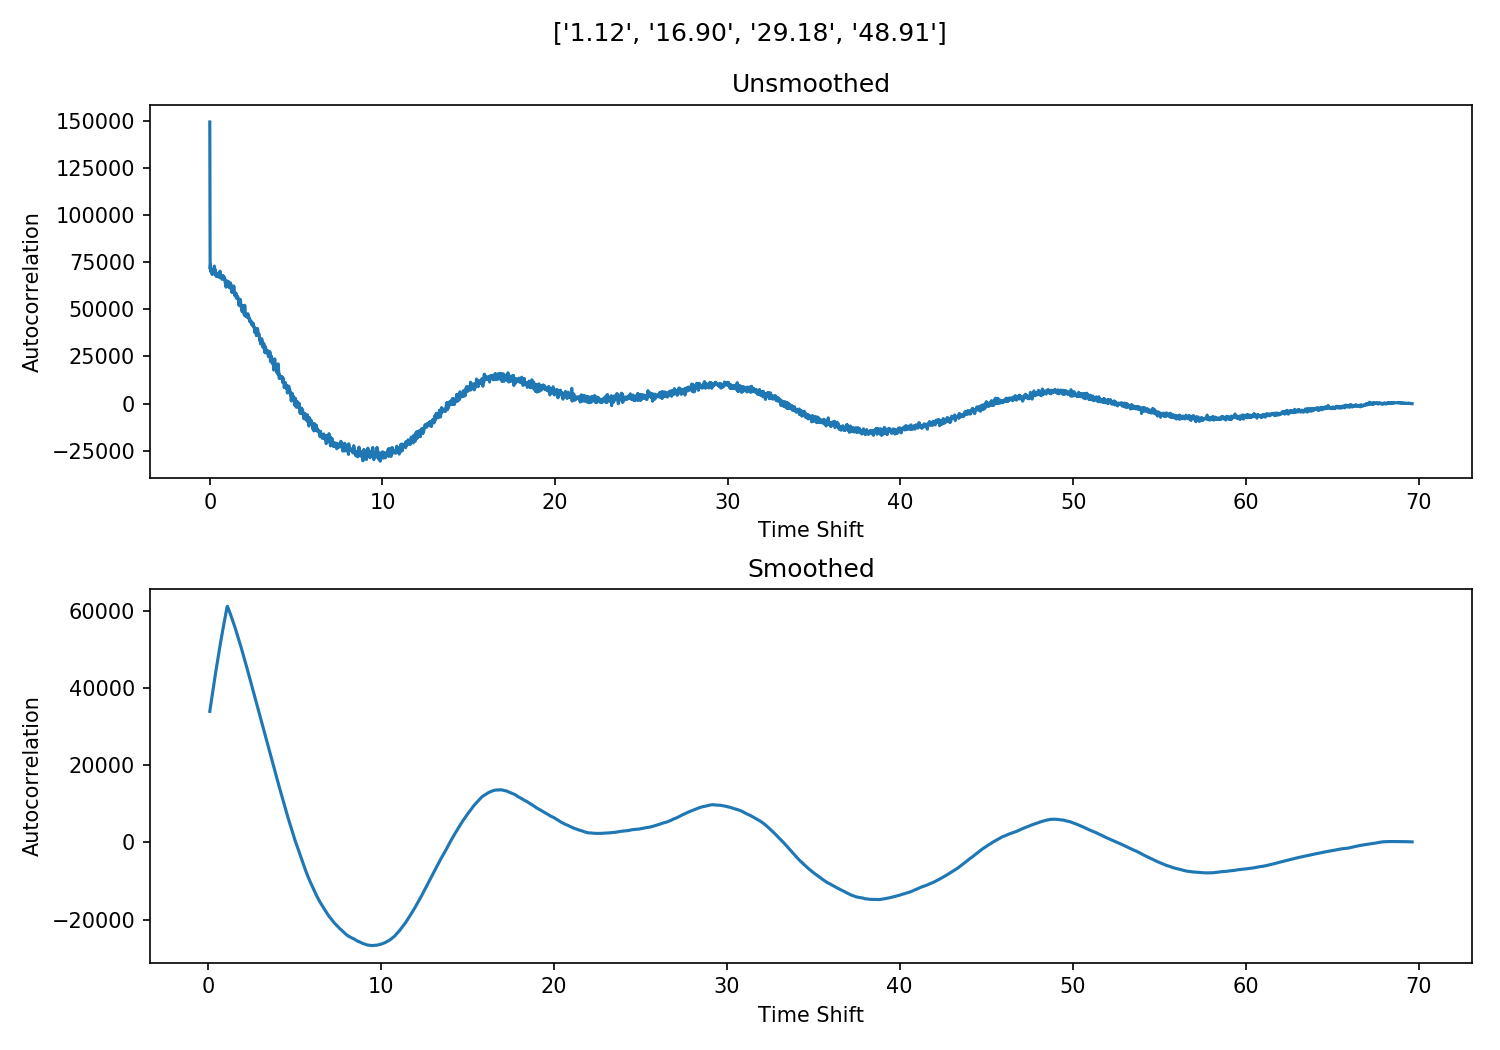 ['1.12', '16.90', '29.18', '48.91']
Unsmoothed
150000
125000
100000
75000
50000
25000
0
−25000
Autocorrelation
0 10 20 30 40 50 60 70
Time Shift
Smoothed
60000
40000
20000
0
−20000
Autocorrelation
0 10 20 30 40 50 60 70
Time Shift